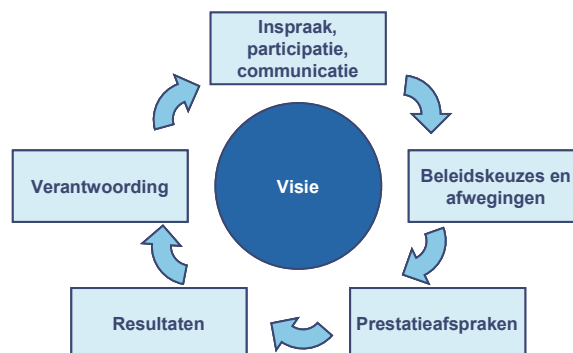 Inspraak,
participatie,
communicatie
Verantwoording
Visie
Beleidskeuzes en
afwegingen
Resultaten
Prestatieafspraken